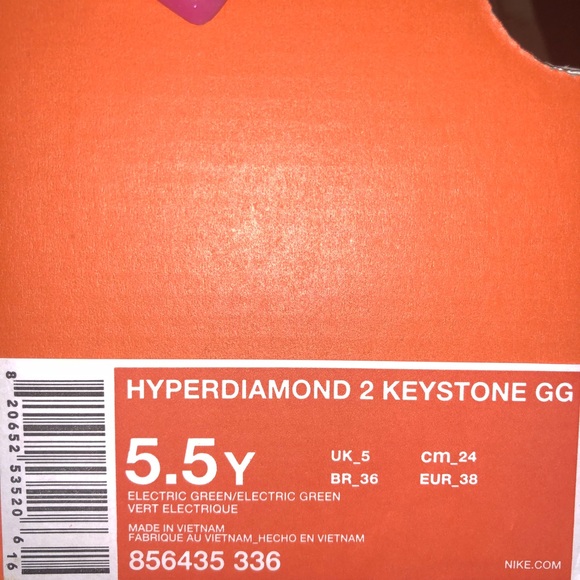 HYPERDIAMOND 2 KEYSTONE GG
5.5Y
UK_5 cm_24
BR_36 EUR_38
ELECTRIC GREEN/ELECTRIC GREEN
VERT ELECTRIQUE
MADE IN VIETNAM
FABRIQUE AU VIETNAM_HECHO EN VIETNAM
856435 336
NIKE.COM
8 20652 53520 6 16